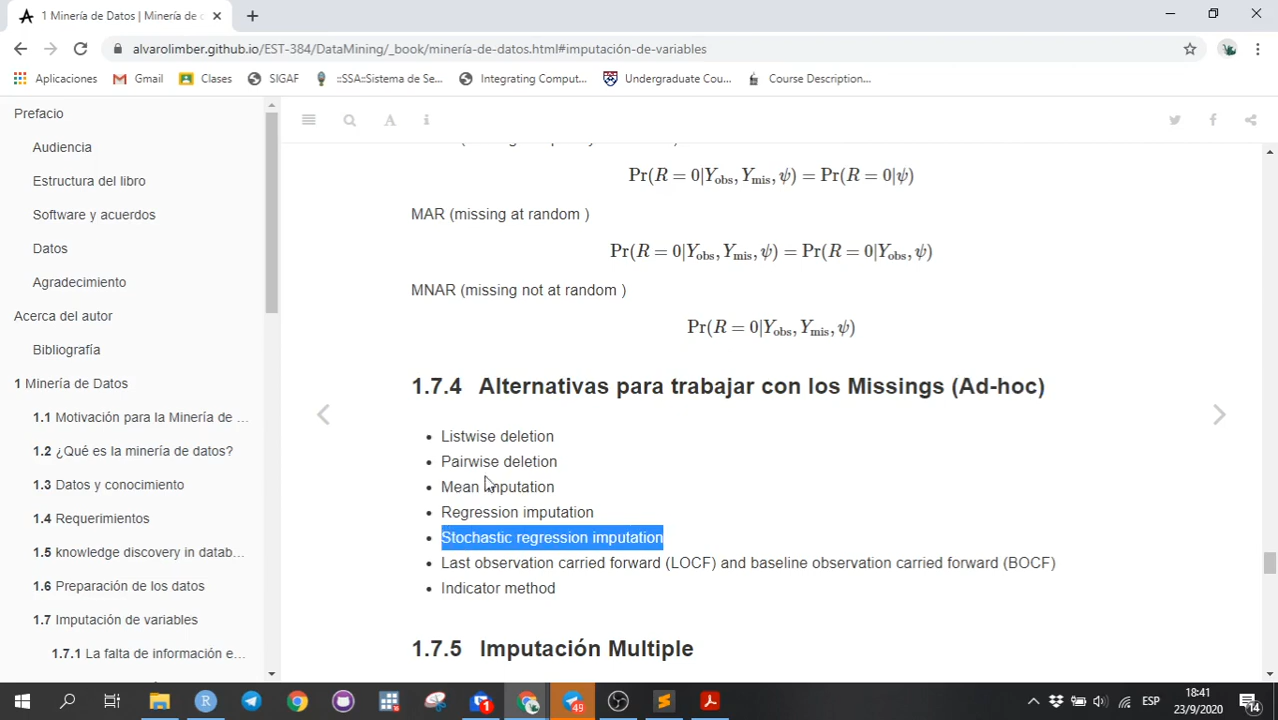 1 Minería de Datos | Minería de
alvarolimber.github.io/EST-384/DataMining/_book/minería-de-datos.html#imputación-de-variables
Aplicaciones Gmail Clases SIGAF ::SSA::Sistema de Se... Integrating Comput... Undergraduate Cou... Course Description...
Prefacio
Audiencia
Estructura del libro
Software y acuerdos
Datos
Agradecimiento
Acerca del autor
Bibliografía
1 Minería de Datos
1.1 Motivación para la Minería de ...
1.2 ¿Qué es la minería de datos?
1.3 Datos y conocimiento
1.4 Requerimientos
1.5 knowledge discovery in datab...
1.6 Preparación de los datos
1.7 Imputación de variables
1.7.1 La falta de información e...
Pr(R = 0|Yobs, Ymis, ψ) = Pr(R = 0|ψ)
MAR (missing at random )
Pr(R = 0|Yobs, Ymis, ψ) = Pr(R = 0|Yobs, ψ)
MNAR (missing not at random )
Pr(R = 0|Yobs, Ymis, ψ)
1.7.4 Alternativas para trabajar con los Missings (Ad-hoc)
• Listwise deletion
• Pairwise deletion
• Mean imputation
• Regression imputation
• Stochastic regression imputation
• Last observation carried forward (LOCF) and baseline observation carried forward (BOCF)
• Indicator method
1.7.5 Imputación Multiple
49
ESP
18:41
23/9/2020
14